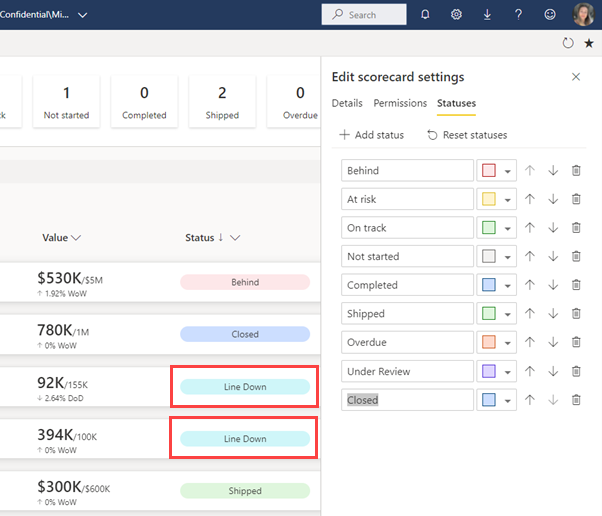 Confidential\Mi...
Search
Edit scorecard settings
Details Permissions Statuses
Add status Reset statuses
1 0 2 0
Not started Completed Shipped Overdue
Value Status
$530K/$5M Behind
↑ 1.92% WoW
780K/1M Closed
↑ 0% WoW
92K/155K Line Down
↓ 2.64% DoD
394K/100K Line Down
↑ 0% WoW
$300K/$600K Shipped
↑ 0% WoW
Behind
At risk
On track
Not started
Completed
Shipped
Overdue
Under Review
Closed